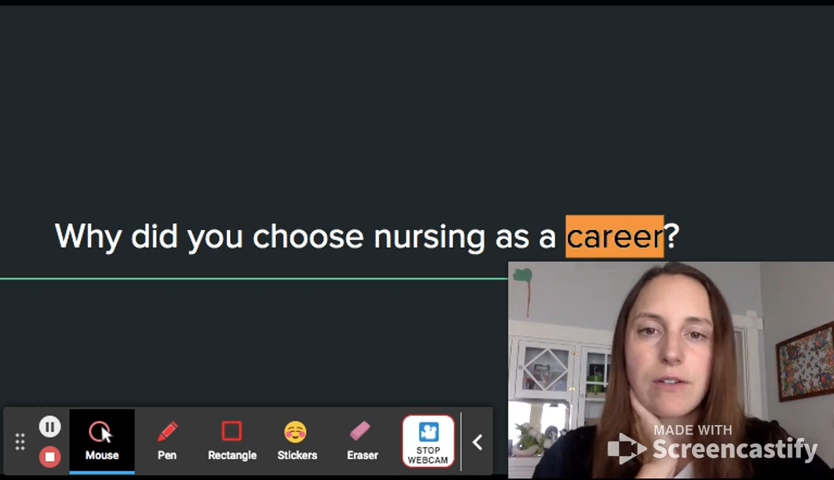 Why did you choose nursing as a career?
Mouse
Pen
Rectangle
Stickers
Eraser
STOP
WEBCAM
MADE WITH
Screencastify